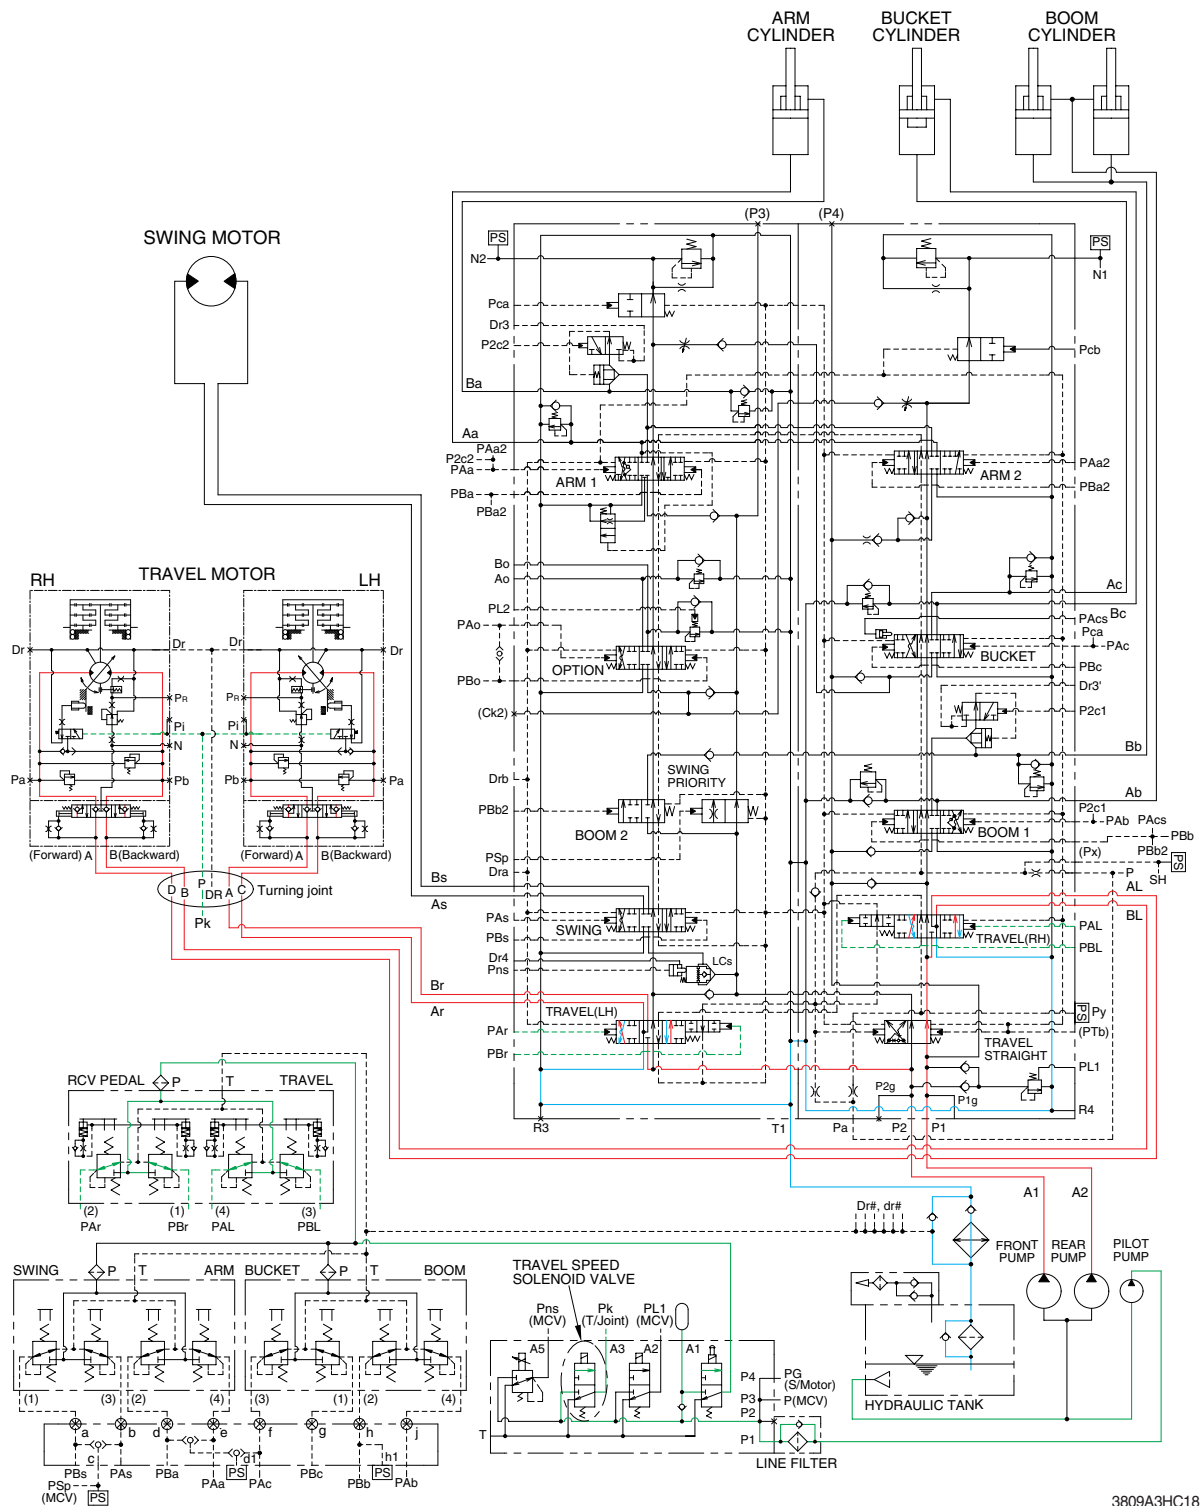 ARM CYLINDER
BUCKET CYLINDER
BOOM CYLINDER
SWING MOTOR
(P3)
(P4)
PS
N2
PS
N1
Pca
Dr3
P2c2
Pcb
Ba
Aa
PAa2
P2c2
PAa
ARM 1
PBa
PBa2
ARM 2
PAa2
PBa2
Bo
Ao
PL2
PAo
OPTION
PBo
(Ck2)
Ac
Bc
PAcs
Pca
PAc
BUCKET
PBc
Dr3'
P2c1
Bb
RH
TRAVEL MOTOR
LH
Dr
Dr
Dr
Dr
PR
PR
Pi
N
N
Pa
Pb
Pb
Pa
(Forward) A
B(Backward)
(Forward) A
B(Backward)
D
B
P
DR
A
C
Turning joint
Pk
Drb
SWING PRIORITY
PBb2
BOOM 2
PSp
Dra
Ab
P2c1
PAb
PAcs
PBb
BOOM 1
(Px)
PBb2
PS
P
SH
AL
BL
Bs
As
PAs
SWING
PBs
Dr4
Pns
LCs
PAL
TRAVEL(RH)
PBL
Br
Ar
TRAVEL(LH)
PAr
PBr
PS
Py
(PTb)
TRAVEL STRAIGHT
PL1
P2g
P1g
R4
R3
T1
Pa
P2
P1
RCV PEDAL
P
T
TRAVEL
(2)
(1)
(4)
(3)
PAr
PBr
PAL
PBL
Dr#, dr#
A1
A2
FRONT PUMP
REAR PUMP
PILOT PUMP
HYDRAULIC TANK
SWING
P
T
ARM
BUCKET
P
T
BOOM
(1)
(3)
(2)
(4)
(3)
(1)
(2)
(4)
a
b
d
e
f
g
h
j
c
d1
h1
PBs
PAs
PBa
PAa
PS
PAc
PBc
PBb
PS
PAb
PSp
(MCV)
PS
TRAVEL SPEED SOLENOID VALVE
Pns
(MCV)
Pk
(T/Joint)
PL1
(MCV)
A5
A3
A2
A1
P4
PG
(S/Motor)
P3
P(MCV)
P2
T
P1
LINE FILTER
3809A3HC18